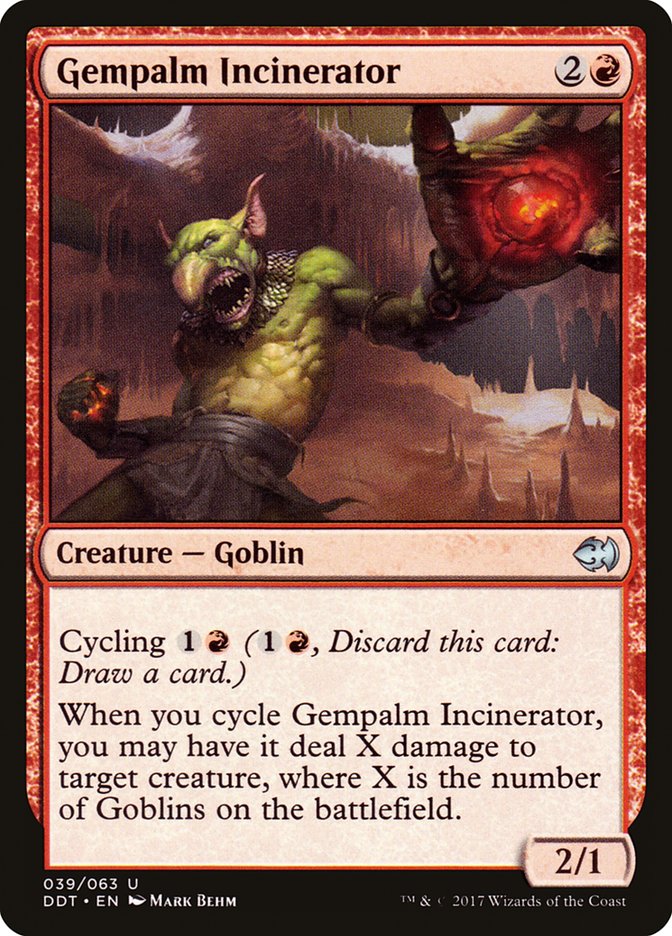 Gempalm Incinerator 2
Creature — Goblin
Cycling 1 (1, Discard this card:
Draw a card.)
When you cycle Gempalm Incinerator,
you may have it deal X damage to
target creature, where X is the number
of Goblins on the battlefield.
2/1
039/063 U
DDT • EN Mark Behm
™ & © 2017 Wizards of the Coast